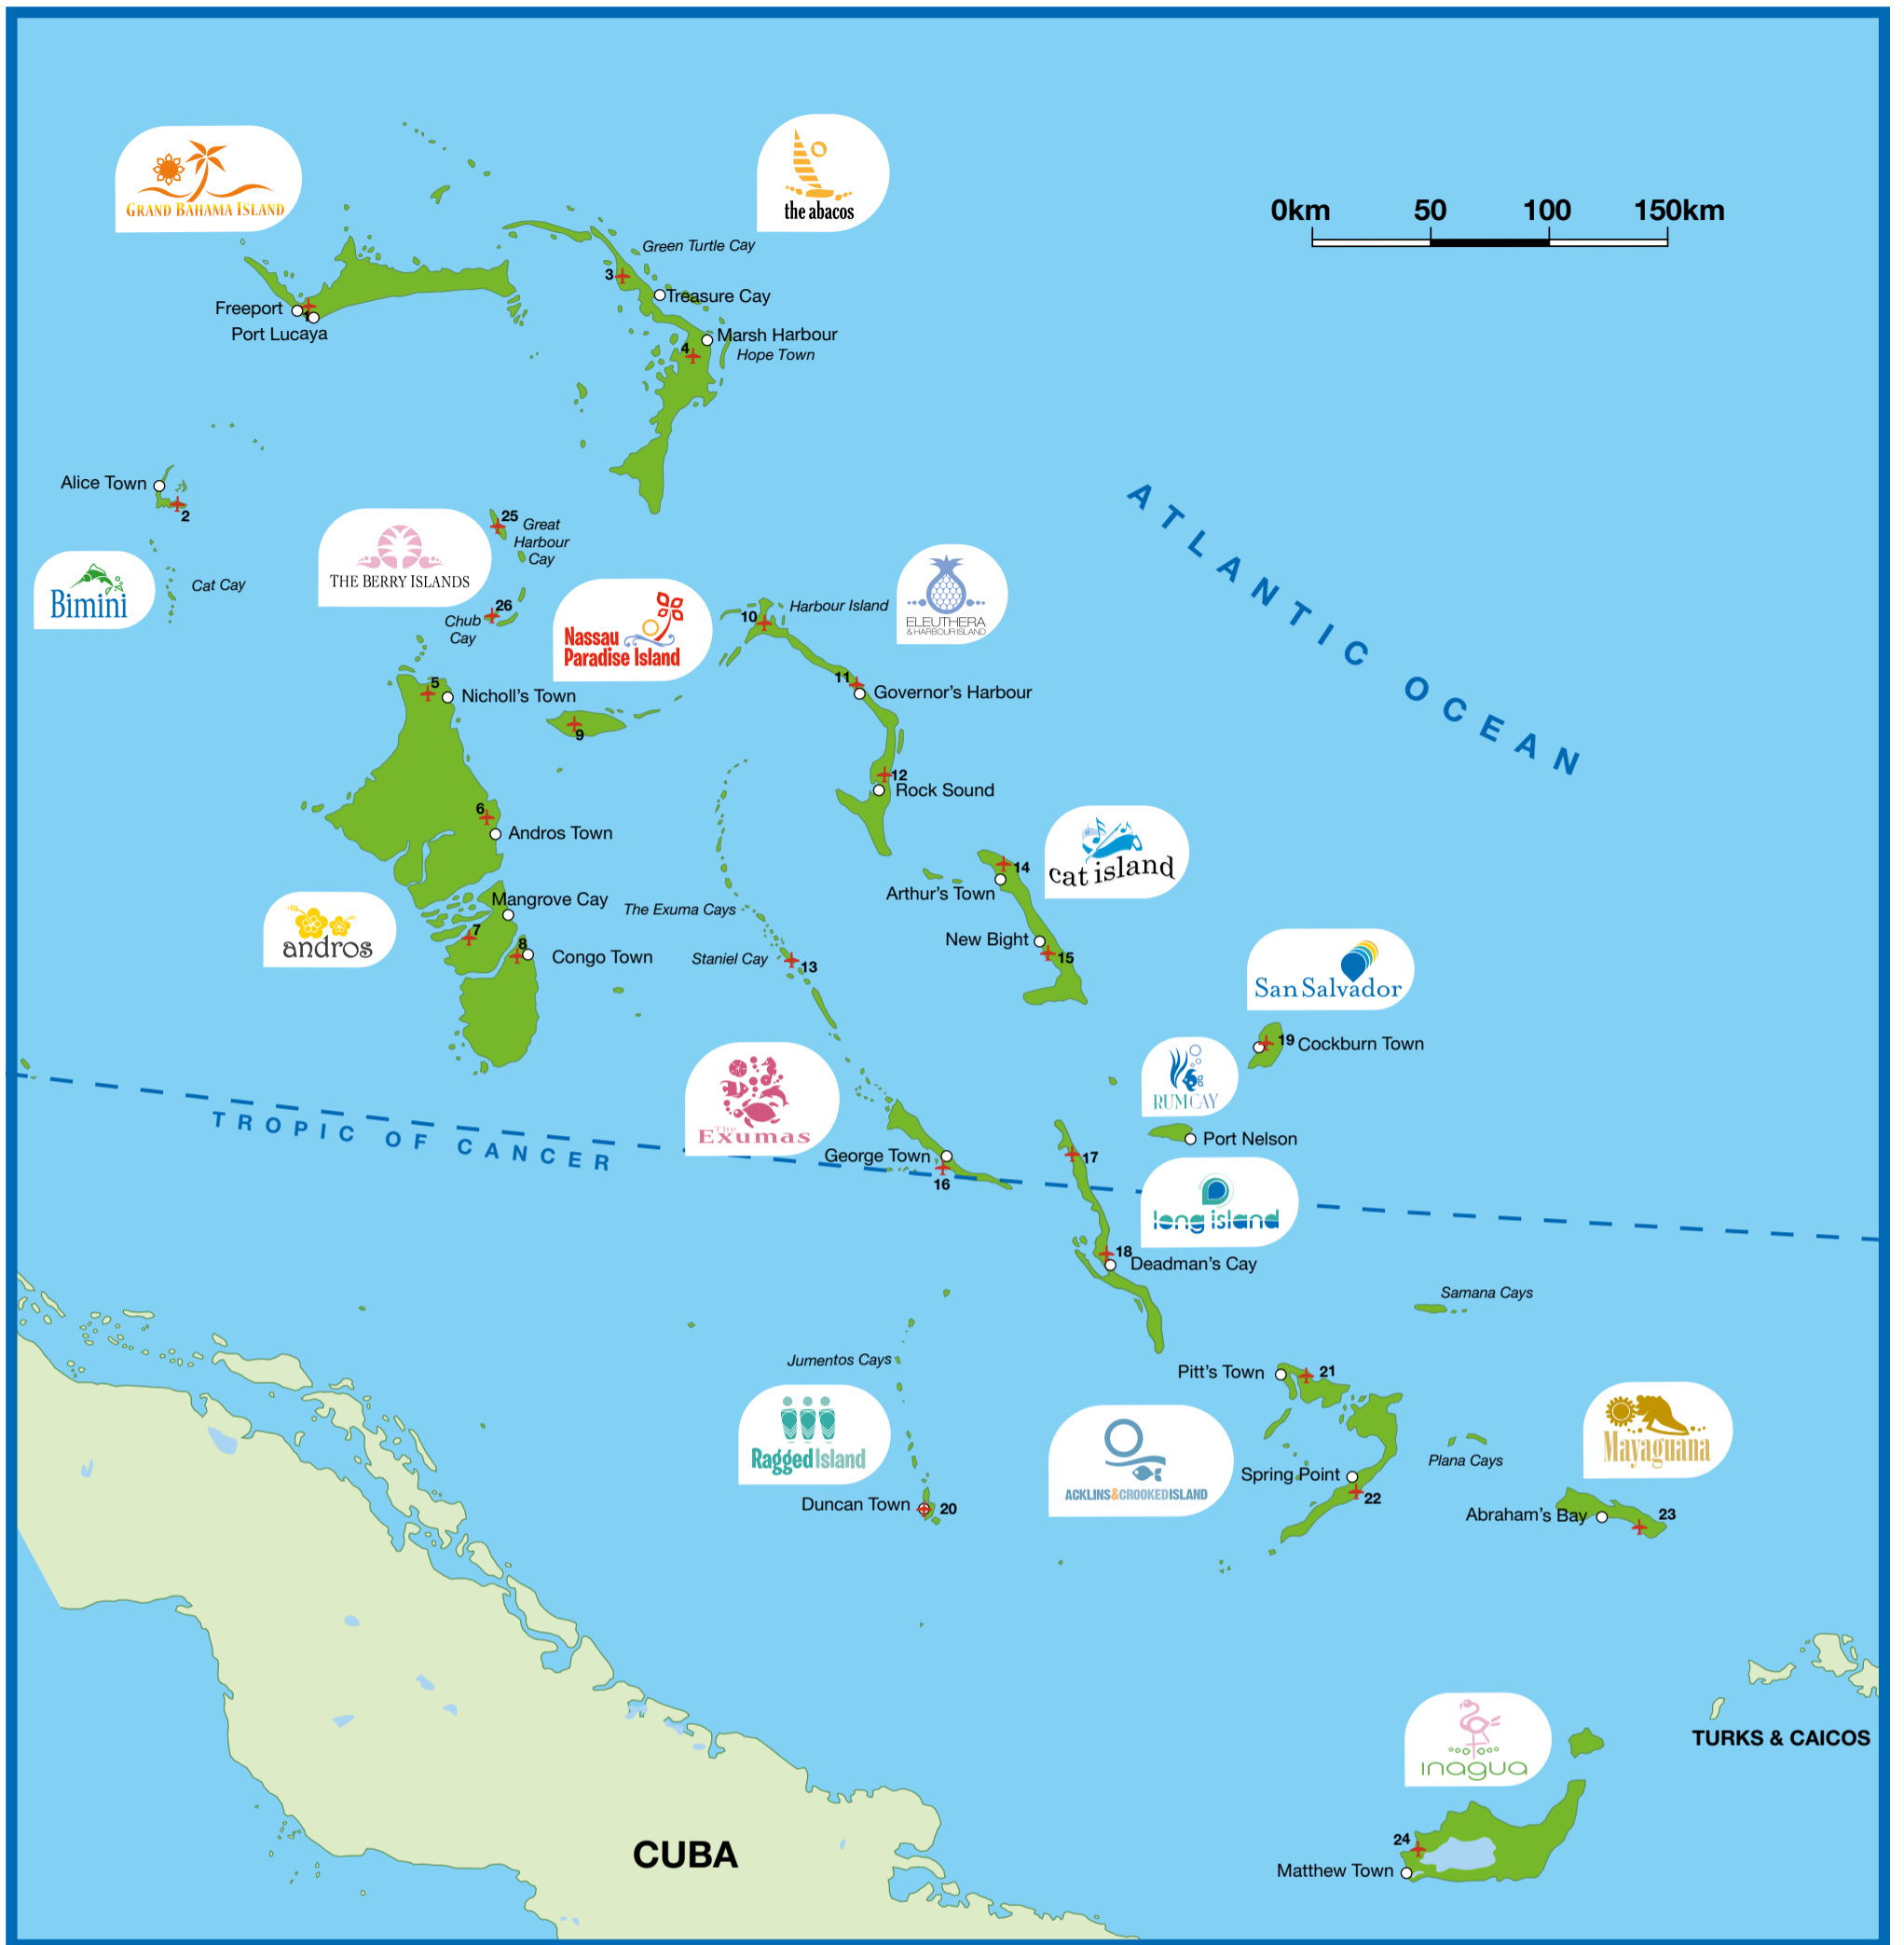 GRAND BAHAMA ISLAND
the abacos
0km 50 100 150km
Green Turtle Cay
3
Treasure Cay
Freeport
1
Port Lucaya
Marsh Harbour
4
Hope Town
Alice Town
2
Bimini
Cat Cay
THE BERRY ISLANDS
25
Great
Harbour
Cay
26
Chub
Cay
Nassau
Paradise Island
9
10
Harbour Island
ELEUTHERA
& HARBOUR ISLAND
ATLANTIC OCEAN
5
Nicholl's Town
11
Governor's Harbour
12
Rock Sound
6
Andros Town
14
Arthur's Town
cat island
andros
Mangrove Cay
7
8
Congo Town
The Exuma Cays
Staniel Cay
13
New Bight
15
San Salvador
19
Cockburn Town
RUM CAY
Port Nelson
TROPIC OF CANCER
The
Exumas
George Town
16
17
long island
18
Deadman's Cay
Samana Cays
Jumentos Cays
Ragged Island
Duncan Town
20
Pitt's Town
21
ACKLINS & CROOKED ISLAND
Spring Point
22
Plana Cays
Mayaguana
Abraham's Bay
23
TURKS & CAICOS
inagua
24
Matthew Town
CUBA